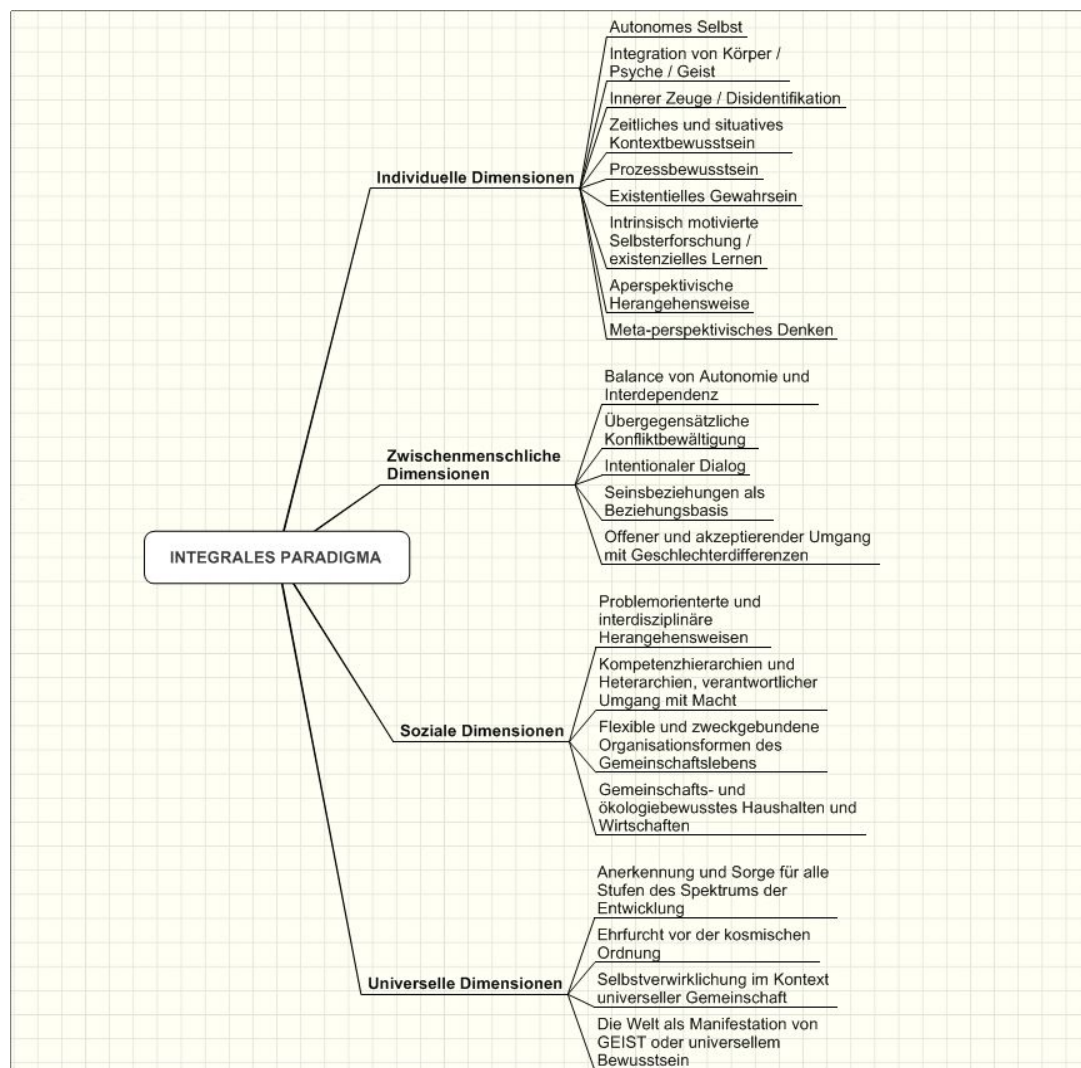 Autonomes Selbst
Integration von Körper /
Psyche / Geist
Innerer Zeuge / Disidentifikation
Zeitliches und situatives
Kontextbewusstsein
Prozessbewusstsein
Individuelle Dimensionen
Existentielles Gewahrsein
Intrinsisch motivierte
Selbsterforschung /
existenzielles Lernen
Aperspektivische
Herangehensweise
Meta-perspektivisches Denken
Balance von Autonomie und
Interdependenz
Übergegensätzliche
Konfliktbewältigung
Zwischenmenschliche
Dimensionen
Intentionaler Dialog
Seinsbeziehungen als
Beziehungsbasis
Offener und akzeptierender Umgang
mit Geschlechterdifferenzen
INTEGRALES PARADIGMA
Problemorienterte und
interdisziplinäre
Herangehensweisen
Kompetenzhierarchien und
Heterarchien, verantwortlicher
Umgang mit Macht
Soziale Dimensionen
Flexible und zweckgebundene
Organisationsformen des
Gemeinschaftslebens
Gemeinschafts- und
ökologiebewusstes Haushalten und
Wirtschaften
Anerkennung und Sorge für alle
Stufen des Spektrums der
Entwicklung
Ehrfurcht vor der kosmischen
Ordnung
Universelle Dimensionen
Selbstverwirklichung im Kontext
universeller Gemeinschaft
Die Welt als Manifestation von
GEIST oder universellem
Bewusstsein